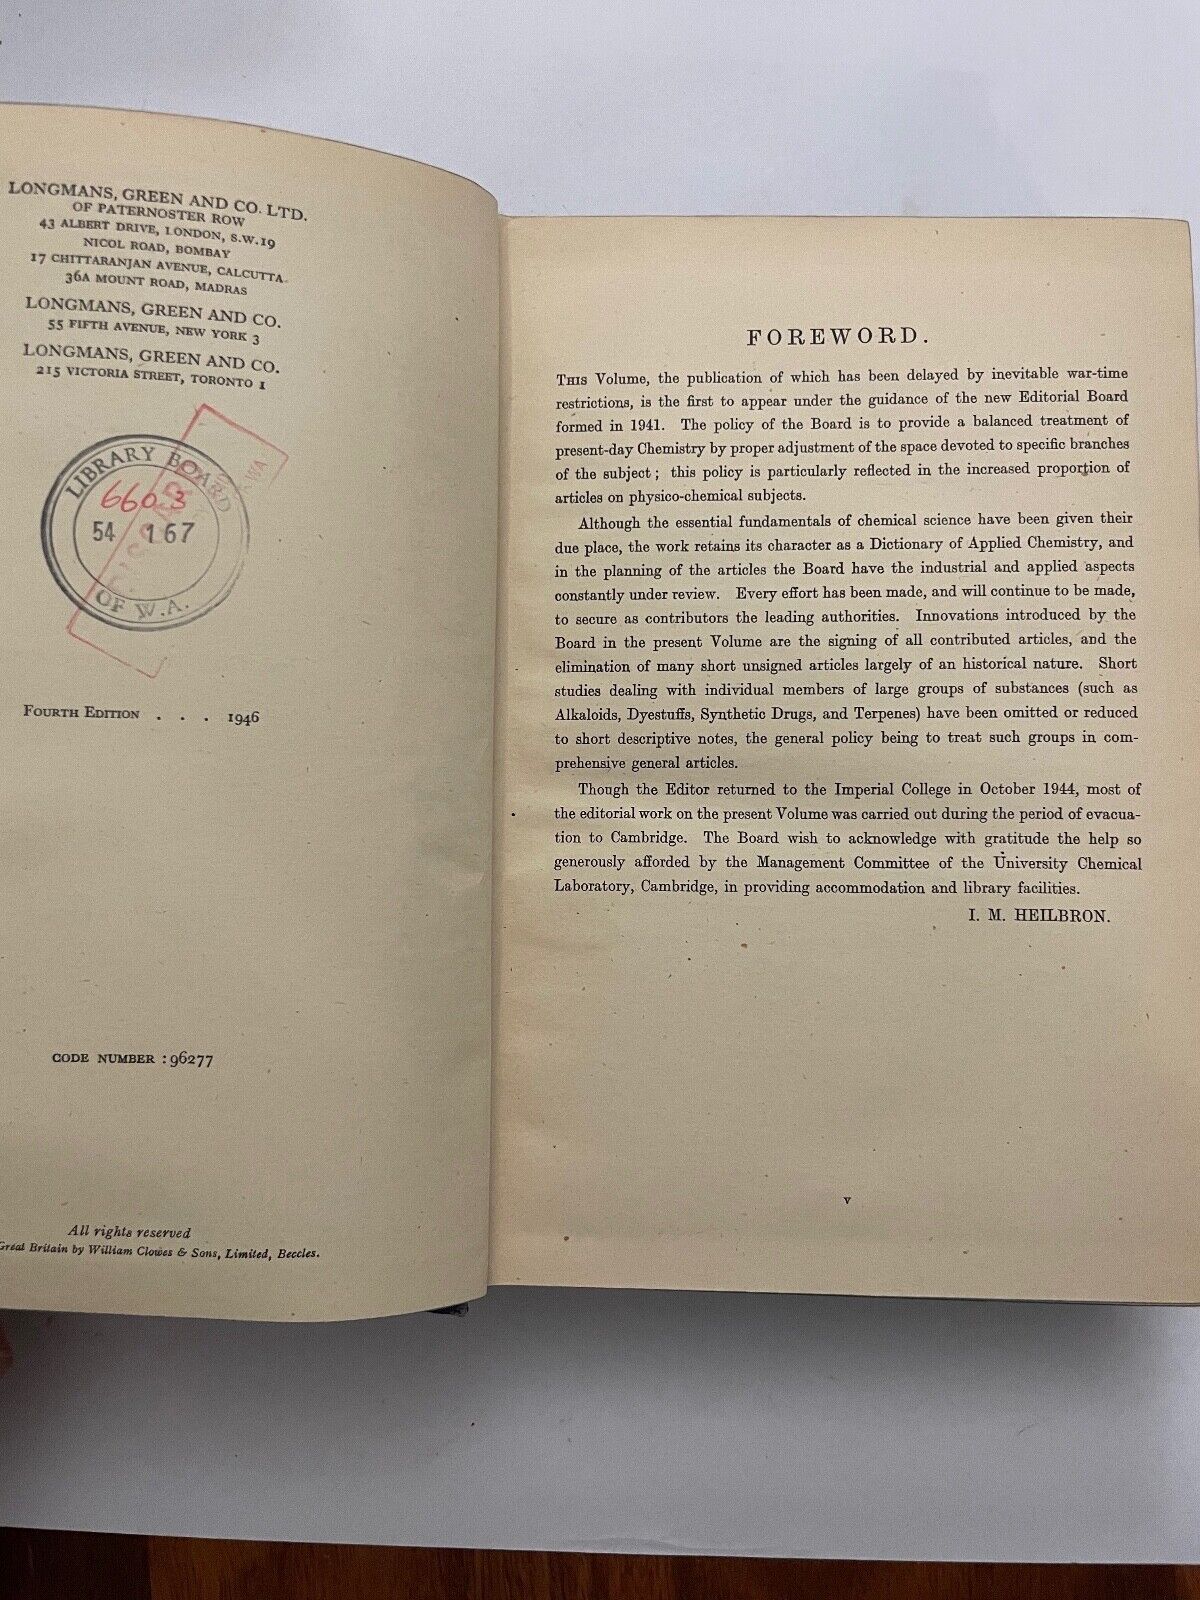 LONGMANS, GREEN AND CO. LTD.
OF PATERNOSTER ROW
43 ALBERT DRIVE, LONDON, S.W.19
NICOL ROAD, BOMBAY
17 CHITTARANJAN AVENUE, CALCUTTA
36A MOUNT ROAD, MADRAS
LONGMANS, GREEN AND CO.
55 FIFTH AVENUE, NEW YORK 3
LONGMANS, GREEN AND CO.
215 VICTORIA STREET, TORONTO 1
LIBRARY BOARD
6603
54 167
OF W.A.
FOURTH EDITION . . . 1946
CODE NUMBER : 96277
All rights reserved
Great Britain by William Clowes & Sons, Limited, Beccles.
FOREWORD.
THIS Volume, the publication of which has been delayed by inevitable war-time
restrictions, is the first to appear under the guidance of the new Editorial Board
formed in 1941. The policy of the Board is to provide a balanced treatment of
present-day Chemistry by proper adjustment of the space devoted to specific branches
of the subject ; this policy is particularly reflected in the increased proportion of
articles on physico-chemical subjects.
Although the essential fundamentals of chemical science have been given their
due place, the work retains its character as a Dictionary of Applied Chemistry, and
in the planning of the articles the Board have the industrial and applied aspects
constantly under review. Every effort has been made, and will continue to be made,
to secure as contributors the leading authorities. Innovations introduced by the
Board in the present Volume are the signing of all contributed articles, and the
elimination of many short unsigned articles largely of an historical nature. Short
studies dealing with individual members of large groups of substances (such as
Alkaloids, Dyestuffs, Synthetic Drugs, and Terpenes) have been omitted or reduced
to short descriptive notes, the general policy being to treat such groups in com-
prehensive general articles.
Though the Editor returned to the Imperial College in October 1944, most of
the editorial work on the present Volume was carried out during the period of evacua-
tion to Cambridge. The Board wish to acknowledge with gratitude the help so
generously afforded by the Management Committee of the University Chemical
Laboratory, Cambridge, in providing accommodation and library facilities.
I. M. HEILBRON.
v